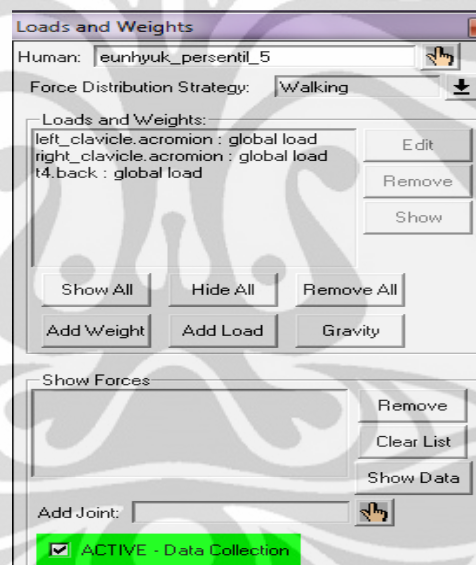 Loads and Weights
Human: eunhyuk_persentil_5
Force Distribution Strategy: Walking
Loads and Weights:
left_clavicle.acromion : global load
right_clavicle.acromion : global load
t4.back : global load
Edit
Remove
Show
Show All Hide All Remove All
Add Weight Add Load Gravity
Show Forces
Remove
Clear List
Show Data
Add Joint:
ACTIVE - Data Collection